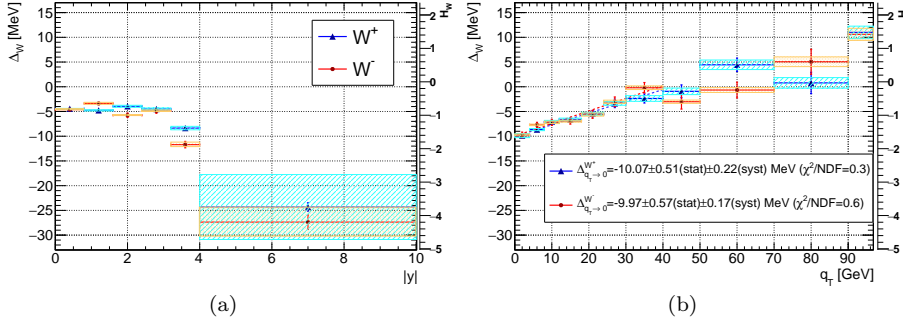 Δ_W [MeV]
15
10
5
0
−5
−10
−15
−20
−25
−30
W⁺
W⁻
H_W
2
1
0
−1
−2
−3
−4
−5
0 2 4 6 8 10
|y|
(a)
Δ_W [MeV]
15
10
5
0
−5
−10
−15
−20
−25
−30
2
1
0
−1
−2
−3
−4
−5
Δ^{W⁺}_{q_T→0}=-10.07±0.51(stat)±0.22(syst) MeV (χ²/NDF=0.3)
Δ^{W⁻}_{q_T→0}=-9.97±0.57(stat)±0.17(syst) MeV (χ²/NDF=0.6)
0 10 20 30 40 50 60 70 80 90
q_T [GeV]
(b)